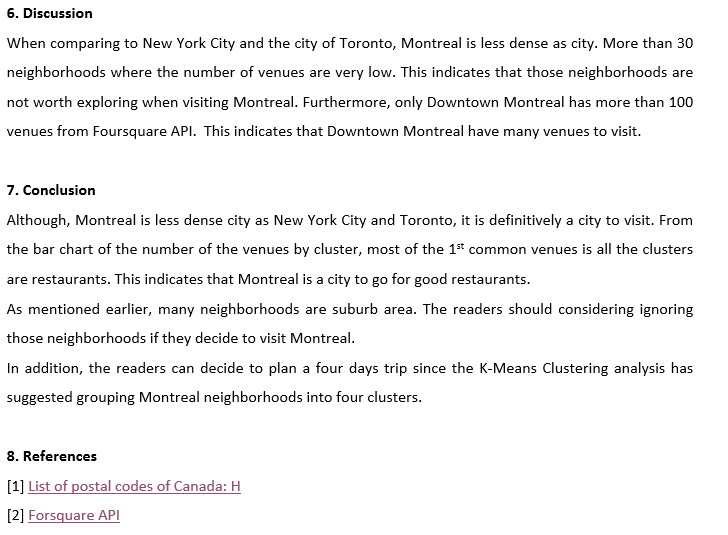 6. Discussion
When comparing to New York City and the city of Toronto, Montreal is less dense as city. More than 30
neighborhoods where the number of venues are very low. This indicates that those neighborhoods are
not worth exploring when visiting Montreal. Furthermore, only Downtown Montreal has more than 100
venues from Foursquare API.  This indicates that Downtown Montreal have many venues to visit.
7. Conclusion
Although, Montreal is less dense city as New York City and Toronto, it is definitively a city to visit. From
the bar chart of the number of the venues by cluster, most of the 1st common venues is all the clusters
are restaurants. This indicates that Montreal is a city to go for good restaurants.
As mentioned earlier, many neighborhoods are suburb area. The readers should considering ignoring
those neighborhoods if they decide to visit Montreal.
In addition, the readers can decide to plan a four days trip since the K-Means Clustering analysis has
suggested grouping Montreal neighborhoods into four clusters.
8. References
[1] List of postal codes of Canada: H
[2] Forsquare API